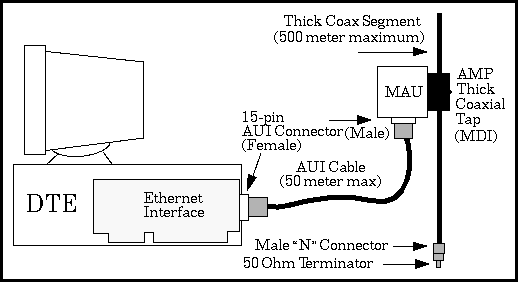 Thick Coax Segment
(500 meter maximum)
MAU
AMP
Thick
Coaxial
Tap
(MDI)
15-pin
AUI Connector (Male)
(Female)
AUI Cable
(50 meter max)
DTE
Ethernet
Interface
Male "N" Connector
50 Ohm Terminator